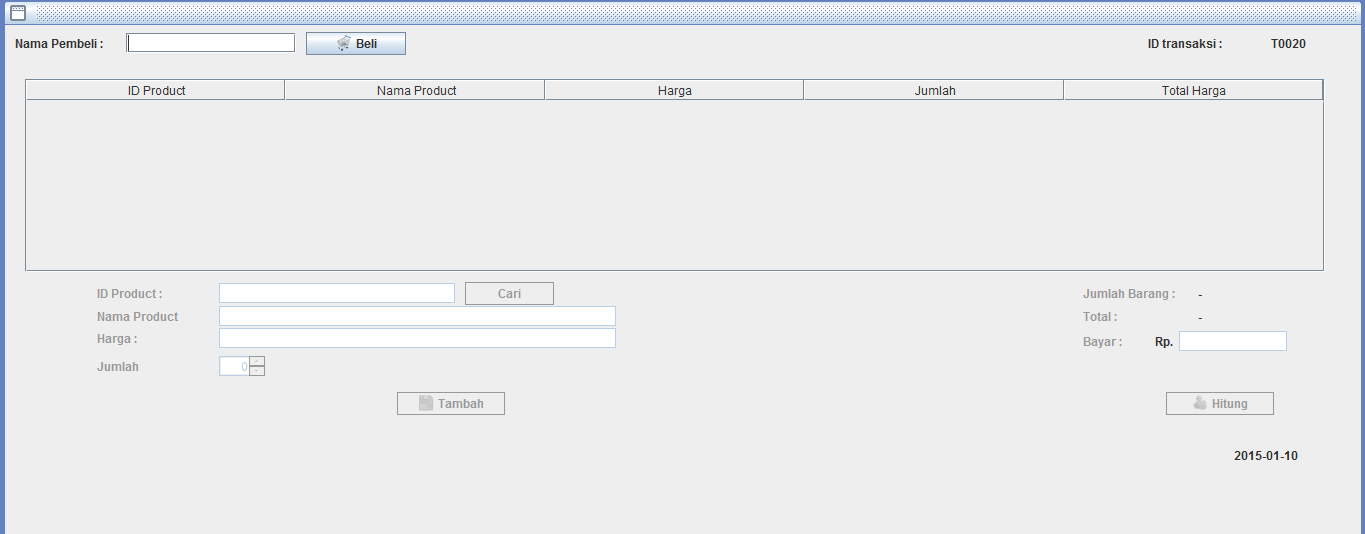 Nama Pembeli : Beli ID transaksi : T0020
ID Product Nama Product Harga Jumlah Total Harga
ID Product : Cari Jumlah Barang : -
Nama Product Total : -
Harga : Bayar : Rp.
Jumlah 0
Tambah Hitung
2015-01-10